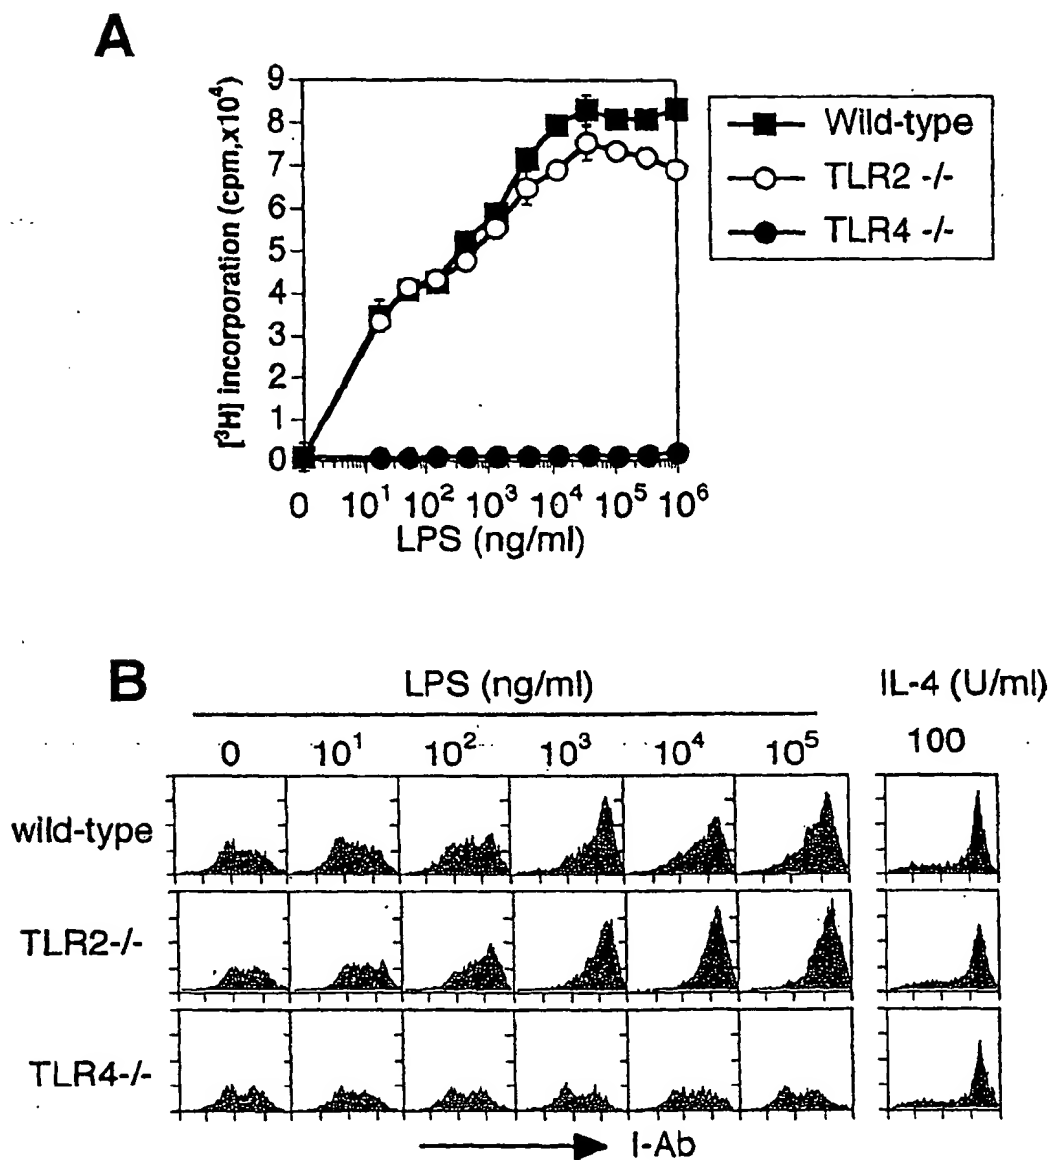 A
[³H] incorporation (cpm,x10⁴)
9
8
7
6
5
4
3
2
1
0
0 10¹ 10² 10³ 10⁴ 10⁵ 10⁶
LPS (ng/ml)
Wild-type
TLR2 -/-
TLR4 -/-
B
LPS (ng/ml) IL-4 (U/ml)
0 10¹ 10² 10³ 10⁴ 10⁵ 100
wild-type
TLR2-/-
TLR4-/-
I-Ab